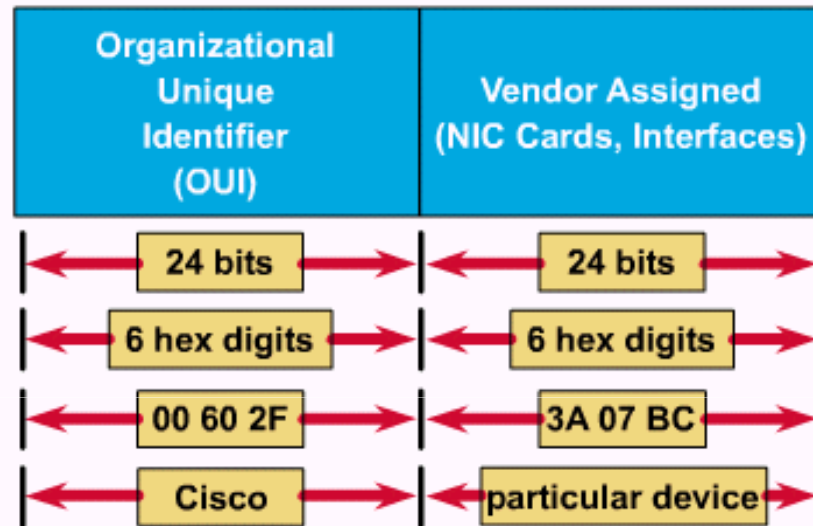 Organizational
Unique
Identifier
(OUI)
Vendor Assigned
(NIC Cards, Interfaces)
24 bits
24 bits
6 hex digits
6 hex digits
00 60 2F
3A 07 BC
Cisco
particular device